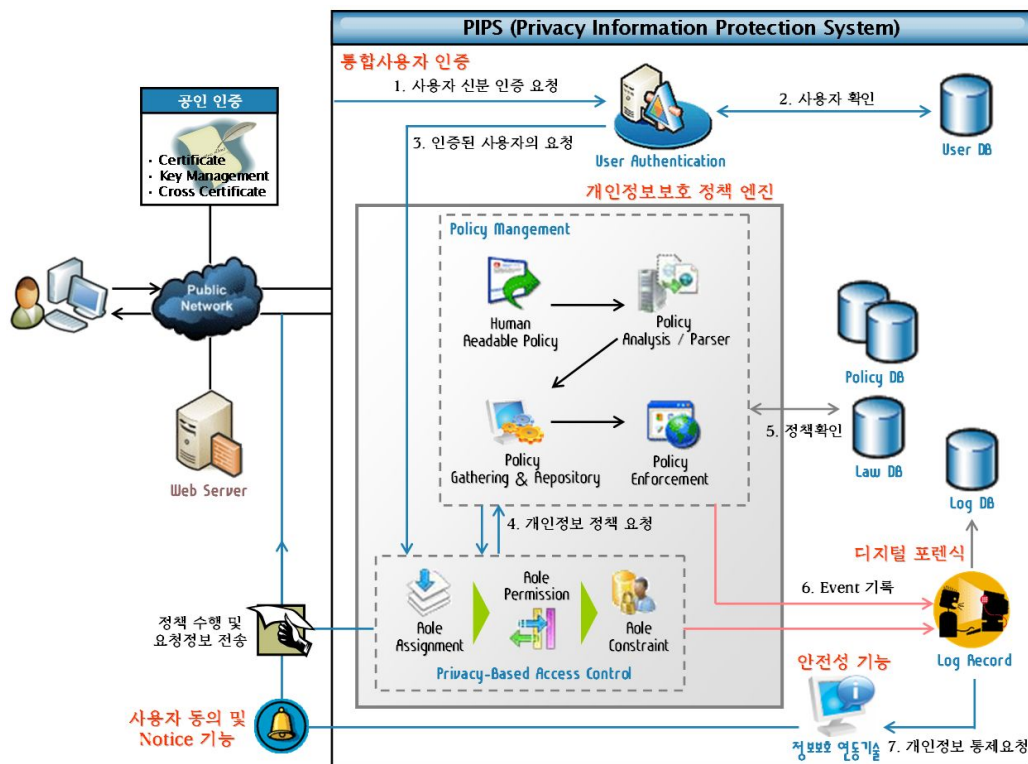 PIPS (Privacy Information Protection System)
통합사용자 인증
1. 사용자 신분 인증 요청
2. 사용자 확인
공인 인증
3. 인증된 사용자의 요청
User Authentication
User DB
· Certificate
· Key Management
· Cross Certificate
개인정보보호 정책 엔진
Policy Mangement
Public
Network
Human
Readable Policy
Policy
Analysis / Parser
Policy DB
5. 정책확인
Policy
Gathering & Repository
Policy
Enforcement
Law DB
Web Server
Log DB
4. 개인정보 정책 요청
디지털 포렌식
6. Event 기록
정책 수행 및
요청정보 전송
Role
Assignment
Role
Permission
Role
Constraint
Privacy-Based Access Control
Log Record
안전성 기능
사용자 동의 및
Notice 기능
정보보호 연동기술
7. 개인정보 통제요청